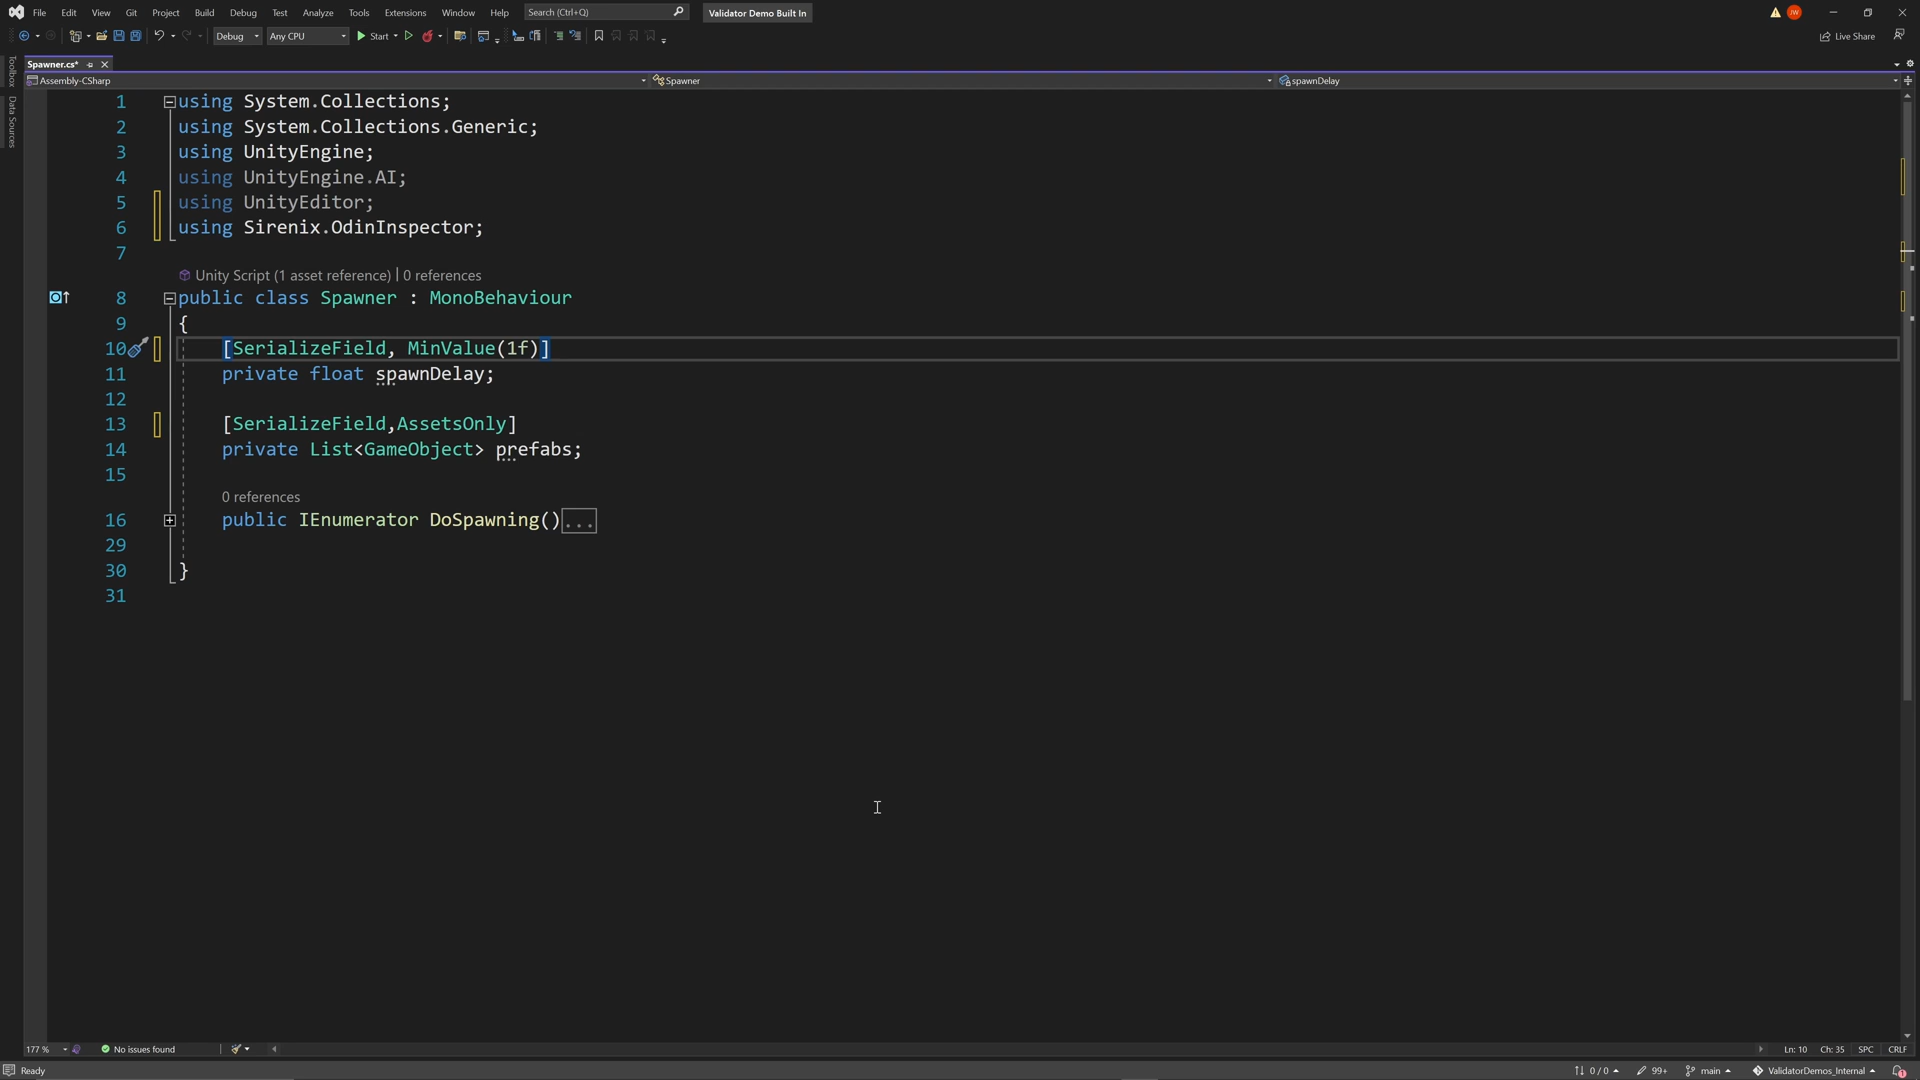 File Edit View Git Project Build Debug Test Analyze Tools Extensions Window Help Search (Ctrl+Q) Validator Demo Built In JW
Debug Any CPU Start Live Share
Toolbox
Data Sources
Spawner.cs*
Assembly-CSharp Spawner spawnDelay
1 using System.Collections;
2 using System.Collections.Generic;
3 using UnityEngine;
4 using UnityEngine.AI;
5 using UnityEditor;
6 using Sirenix.OdinInspector;
7
Unity Script (1 asset reference) | 0 references
8 public class Spawner : MonoBehaviour
9 {
10 [SerializeField, MinValue(1f)]
11 private float spawnDelay;
12
13 [SerializeField,AssetsOnly]
14 private List<GameObject> prefabs;
15
0 references
16 public IEnumerator DoSpawning()...
29
30 }
31
177 % No issues found Ln: 10 Ch: 35 SPC CRLF
Ready 0 / 0 99+ main ValidatorDemos_Internal 1